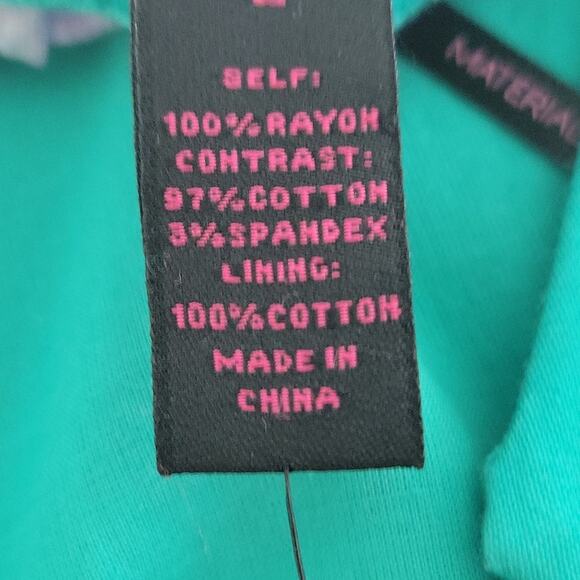 SELF:
100% RAYON
CONTRAST:
97% COTTON
3% SPANDEX
LINING:
100% COTTON
MADE IN
CHINA
MATERIAL